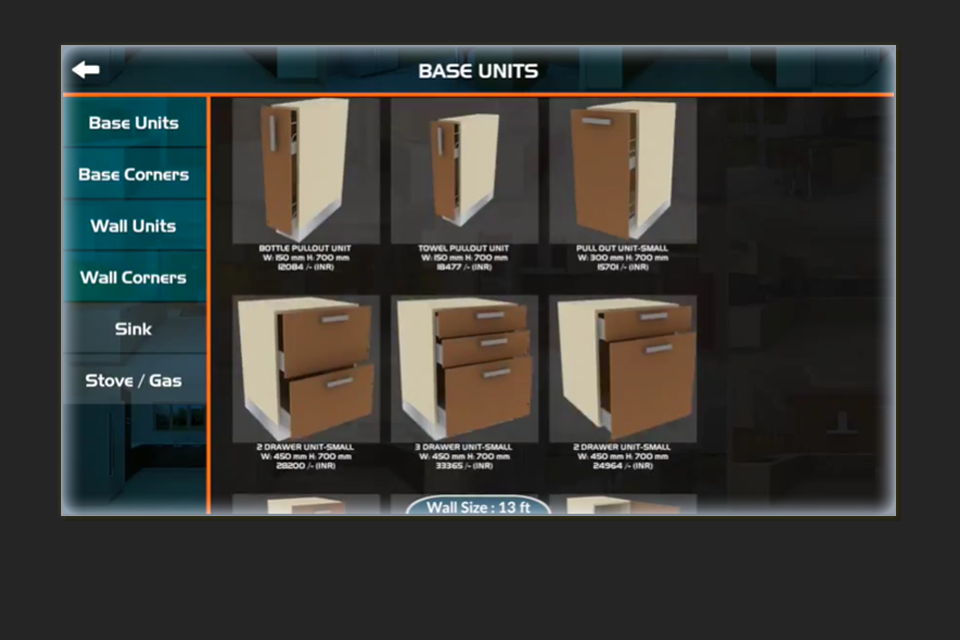 BASE UNITS
Base Units
Base Corners
Wall Units
Wall Corners
Sink
Stove / Gas
BOTTLE PULLOUT UNIT
W: 150 mm H: 700 mm
12084 /- (INR)
TOWEL PULLOUT UNIT
W: 150 mm H: 700 mm
18477 /- (INR)
PULL OUT UNIT-SMALL
W: 300 mm H: 700 mm
15701 /- (INR)
2 DRAWER UNIT-SMALL
W: 450 mm H: 700 mm
28200 /- (INR)
3 DRAWER UNIT-SMALL
W: 450 mm H: 700 mm
33365 /- (INR)
2 DRAWER UNIT-SMALL
W: 450 mm H: 700 mm
24964 /- (INR)
Wall Size : 13 ft